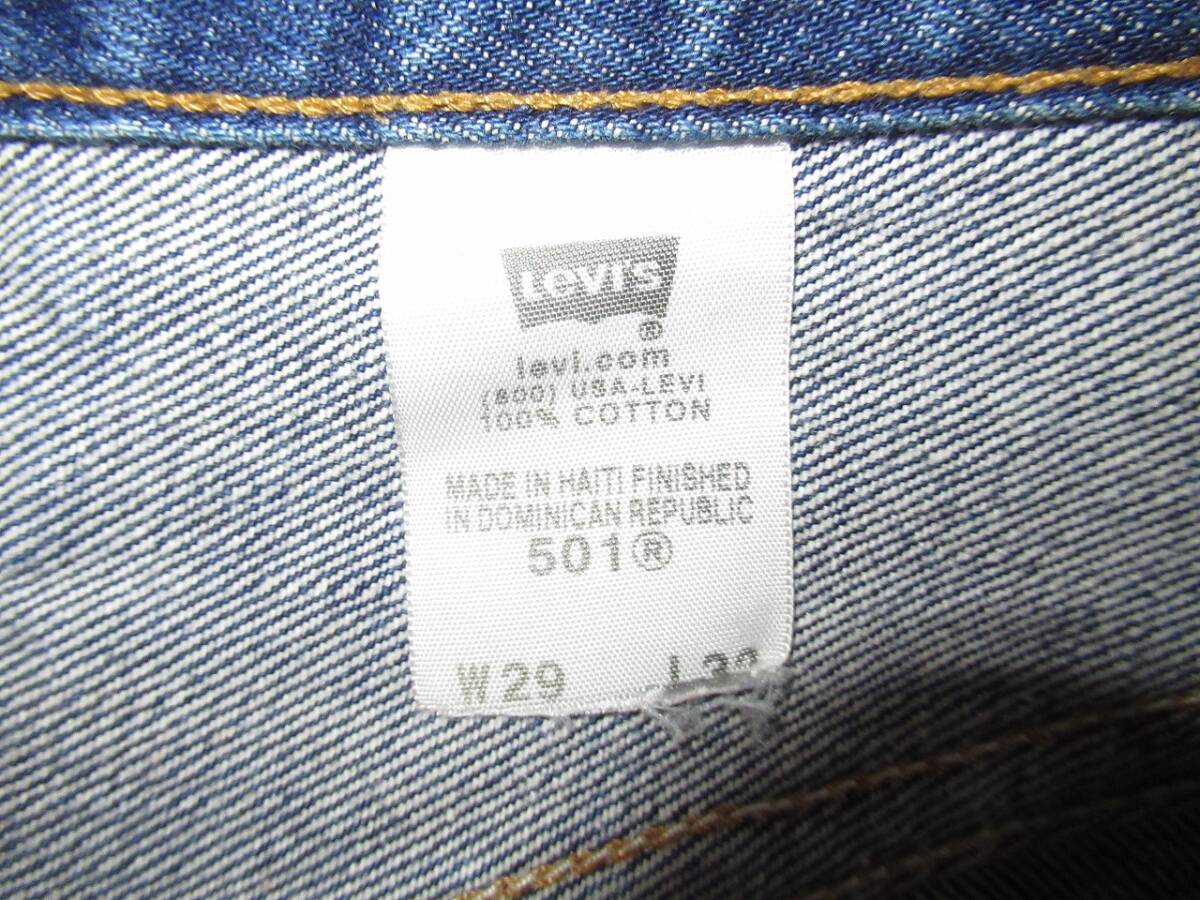 Levi's
®
levi.com
(800) USA-LEVI
100% COTTON
MADE IN HAITI FINISHED
IN DOMINICAN REPUBLIC
501®
W29